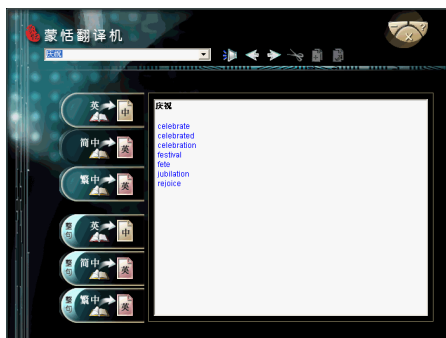 蒙恬翻译机
庆祝
英 中
简中 英
繁中 英
整句 英 中
整句 简中 英
整句 繁中 英
庆祝
celebrate
celebrated
celebration
festival
fete
jubilation
rejoice